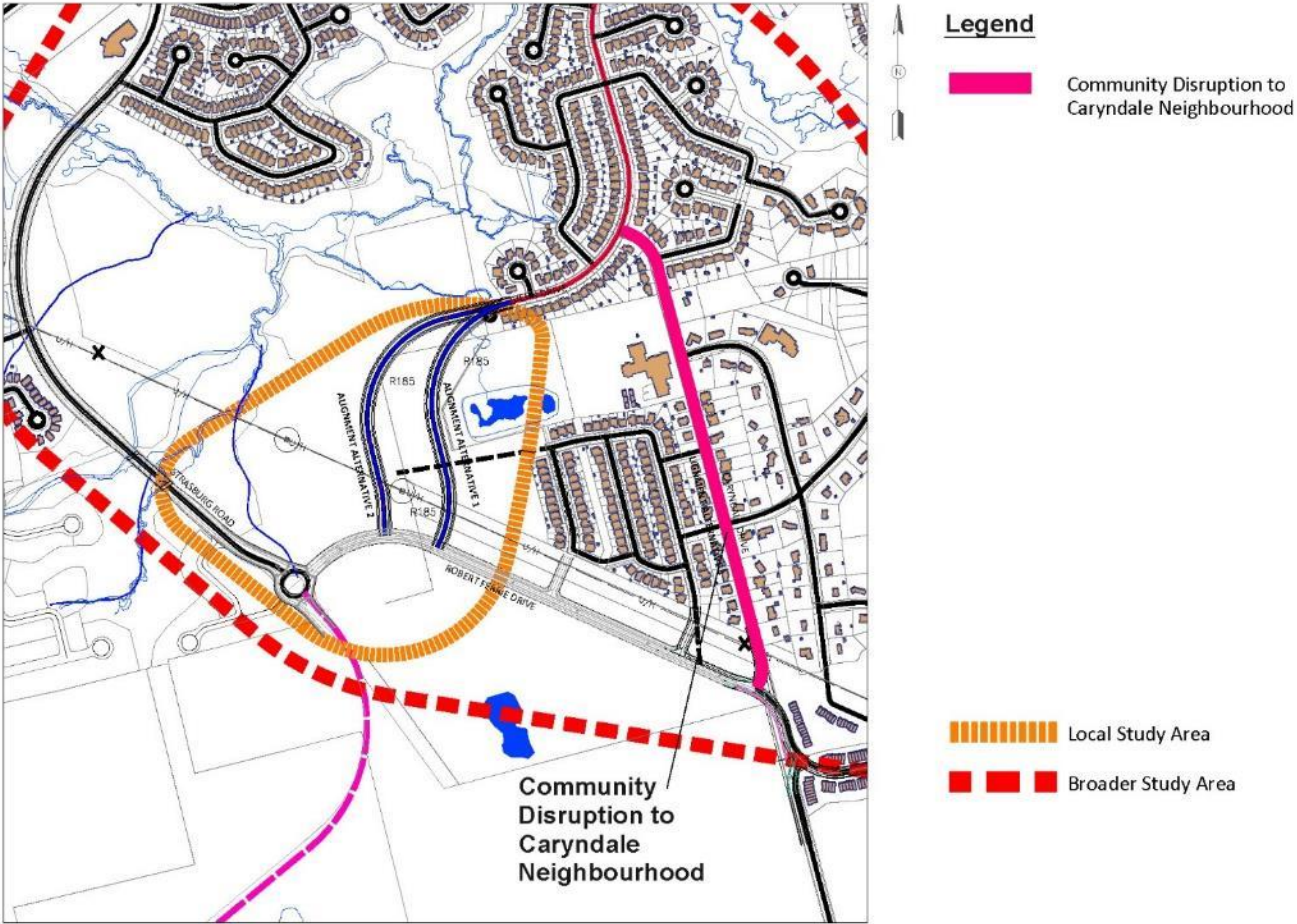 Legend
N
Community Disruption to
Caryndale Neighbourhood
R185
R185
ALIGNMENT ALTERNATIVE 2
ALIGNMENT ALTERNATIVE 1
R185
U/H
U/H
U/H
U/H
U/H
U/H
STRASBURG ROAD
ROBERT FERRIE DRIVE
DRIVE
Community
Disruption to
Caryndale
Neighbourhood
Local Study Area
Broader Study Area